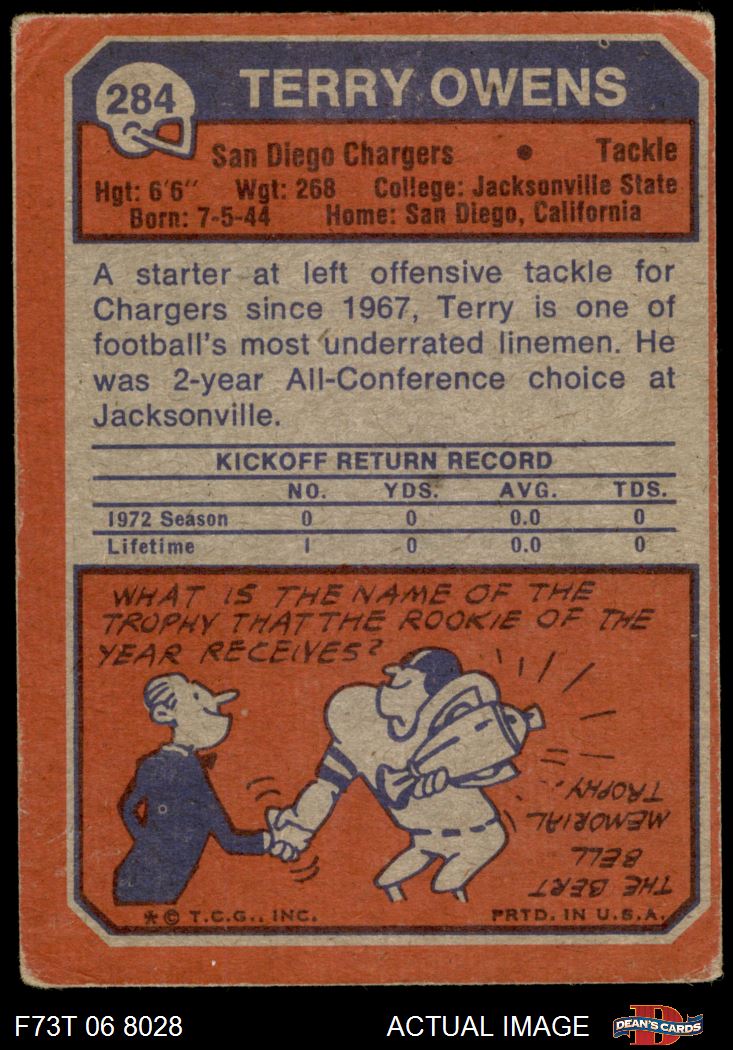 284
TERRY OWENS
San Diego Chargers • Tackle
Hgt: 6'6" Wgt: 268 College: Jacksonville State
Born: 7-5-44 Home: San Diego, California
A starter at left offensive tackle for
Chargers since 1967, Terry is one of
football's most underrated linemen. He
was 2-year All-Conference choice at
Jacksonville.
KICKOFF RETURN RECORD
NO. YDS. AVG. TDS.
1972 Season 0 0 0.0 0
Lifetime 1 0 0.0 0
WHAT IS THE NAME OF THE
TROPHY THAT THE ROOKIE OF THE
YEAR RECEIVES?
THE BERT
BELL
MEMORIAL
TROPHY.
* © T.C.G., INC. PRTD. IN U.S.A.
F73T 06 8028 ACTUAL IMAGE D DEAN'S CARDS